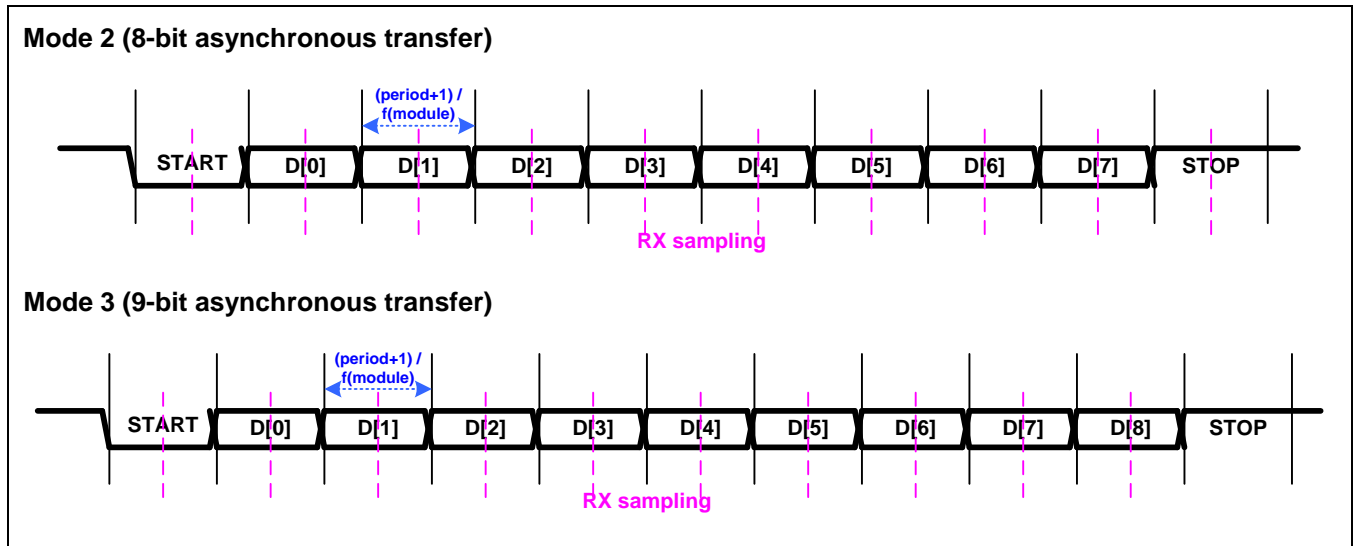 Mode 2 (8-bit asynchronous transfer)
(period+1) /
f(module)
START D[0] D[1] D[2] D[3] D[4] D[5] D[6] D[7] STOP
RX sampling
Mode 3 (9-bit asynchronous transfer)
(period+1) /
f(module)
START D[0] D[1] D[2] D[3] D[4] D[5] D[6] D[7] D[8] STOP
RX sampling